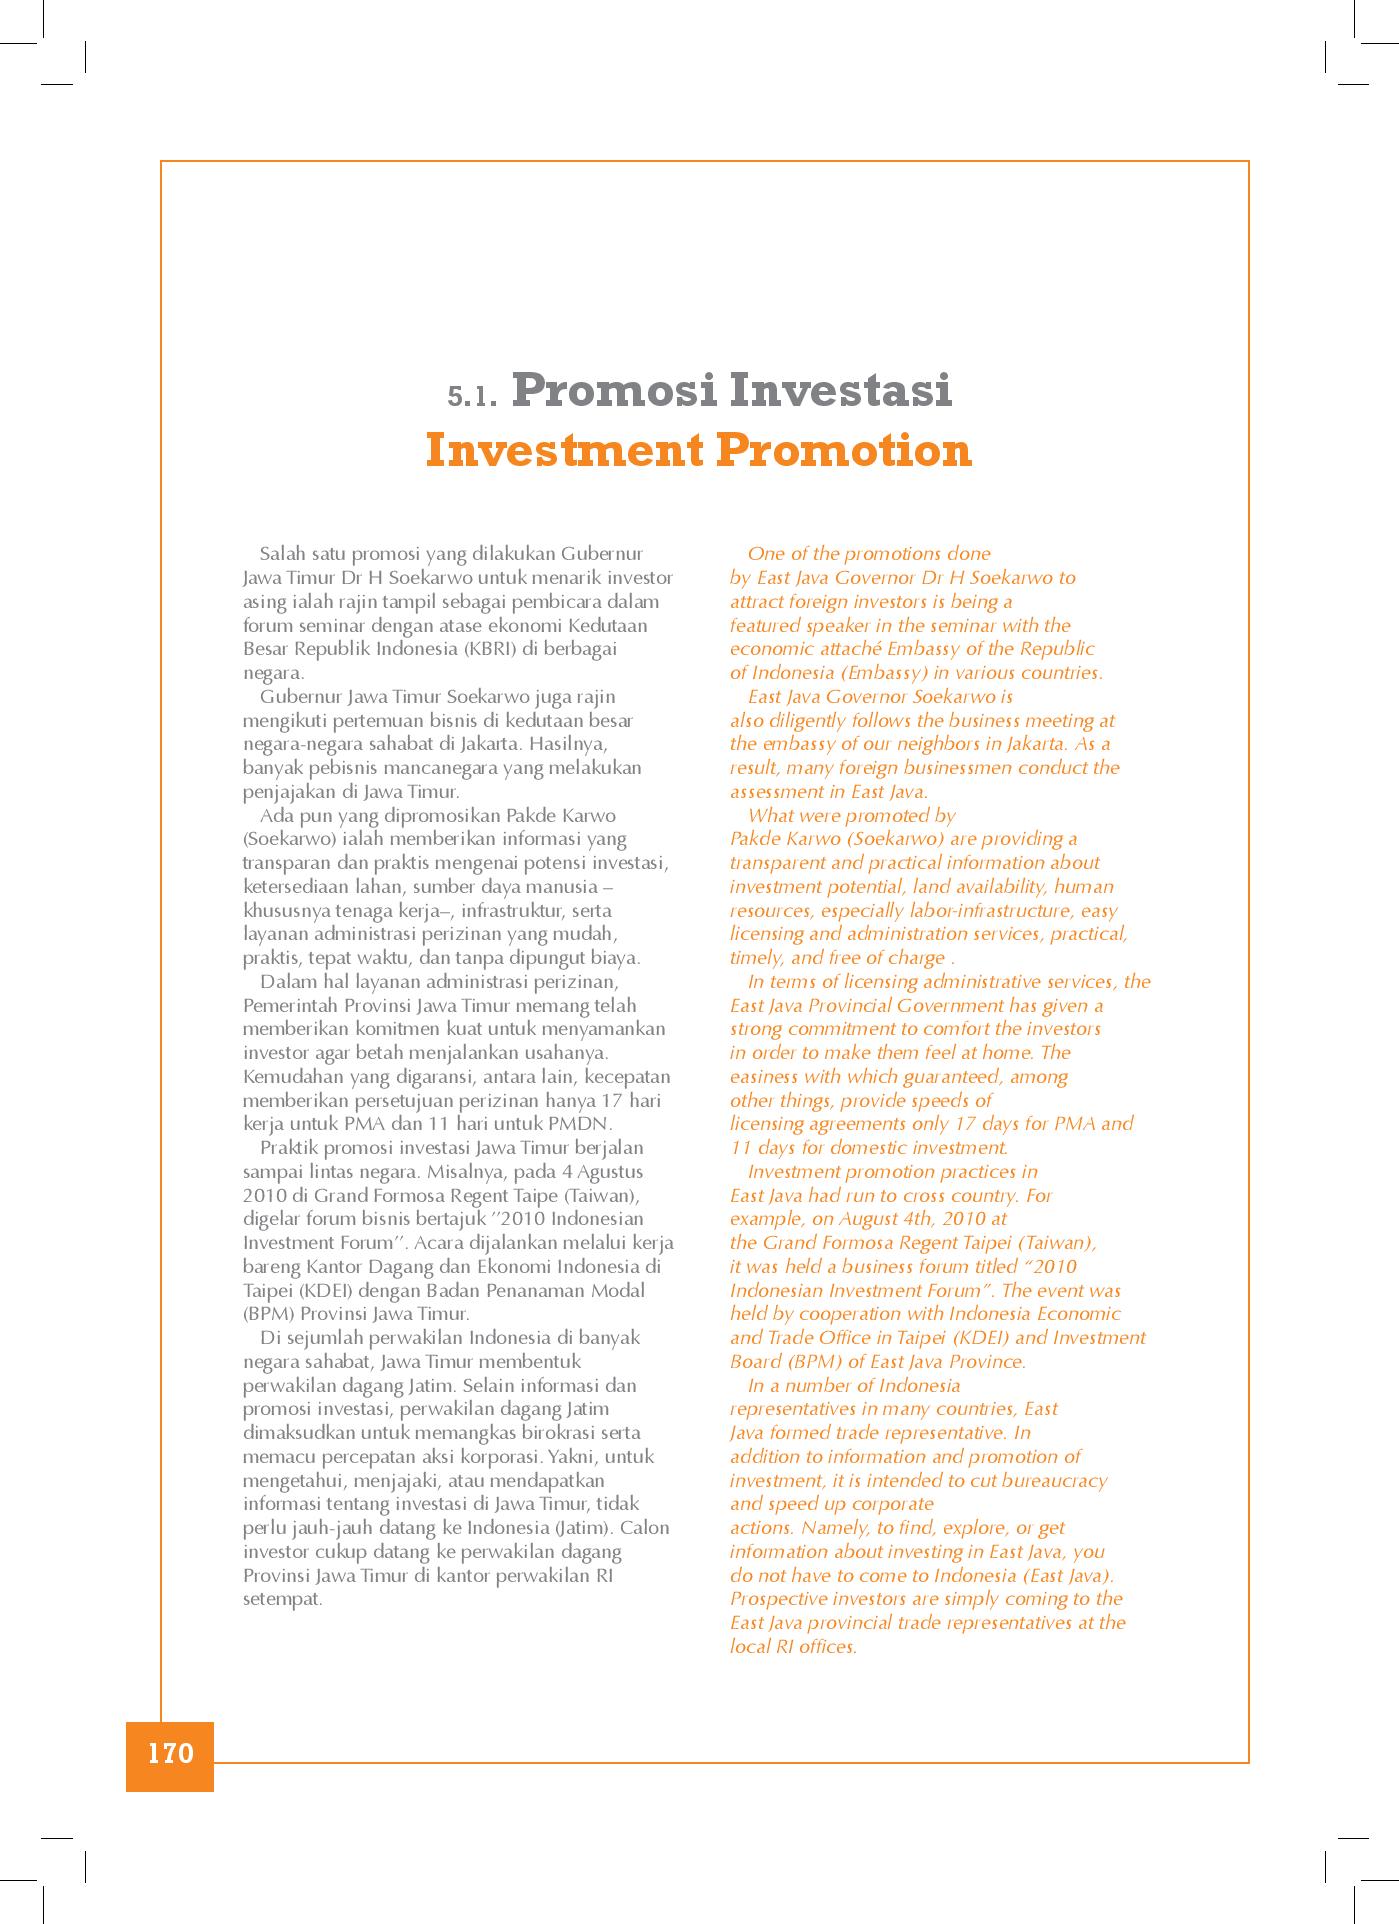 5.1. Promosi Investasi
Investment Promotion
Salah satu promosi yang dilakukan Gubernur
Jawa Timur Dr H Soekarwo untuk menarik investor
asing ialah rajin tampil sebagai pembicara dalam
forum seminar dengan atase ekonomi Kedutaan
Besar Republik Indonesia (KBRI) di berbagai
negara.
Gubernur Jawa Timur Soekarwo juga rajin
mengikuti pertemuan bisnis di kedutaan besar
negara-negara sahabat di Jakarta. Hasilnya,
banyak pebisnis mancanegara yang melakukan
penjajakan di Jawa Timur.
Ada pun yang dipromosikan Pakde Karwo
(Soekarwo) ialah memberikan informasi yang
transparan dan praktis mengenai potensi investasi,
ketersediaan lahan, sumber daya manusia –
khususnya tenaga kerja–, infrastruktur, serta
layanan administrasi perizinan yang mudah,
praktis, tepat waktu, dan tanpa dipungut biaya.
Dalam hal layanan administrasi perizinan,
Pemerintah Provinsi Jawa Timur memang telah
memberikan komitmen kuat untuk menyamankan
investor agar betah menjalankan usahanya.
Kemudahan yang digaransi, antara lain, kecepatan
memberikan persetujuan perizinan hanya 17 hari
kerja untuk PMA dan 11 hari untuk PMDN.
Praktik promosi investasi Jawa Timur berjalan
sampai lintas negara. Misalnya, pada 4 Agustus
2010 di Grand Formosa Regent Taipe (Taiwan),
digelar forum bisnis bertajuk ’’2010 Indonesian
Investment Forum’’. Acara dijalankan melalui kerja
bareng Kantor Dagang dan Ekonomi Indonesia di
Taipei (KDEI) dengan Badan Penanaman Modal
(BPM) Provinsi Jawa Timur.
Di sejumlah perwakilan Indonesia di banyak
negara sahabat, Jawa Timur membentuk
perwakilan dagang Jatim. Selain informasi dan
promosi investasi, perwakilan dagang Jatim
dimaksudkan untuk memangkas birokrasi serta
memacu percepatan aksi korporasi. Yakni, untuk
mengetahui, menjajaki, atau mendapatkan
informasi tentang investasi di Jawa Timur, tidak
perlu jauh-jauh datang ke Indonesia (Jatim). Calon
investor cukup datang ke perwakilan dagang
Provinsi Jawa Timur di kantor perwakilan RI
setempat.
One of the promotions done
by East Java Governor Dr H Soekarwo to
attract foreign investors is being a
featured speaker in the seminar with the
economic attaché Embassy of the Republic
of Indonesia (Embassy) in various countries.
East Java Governor Soekarwo is
also diligently follows the business meeting at
the embassy of our neighbors in Jakarta. As a
result, many foreign businessmen conduct the
assessment in East Java.
What were promoted by
Pakde Karwo (Soekarwo) are providing a
transparent and practical information about
investment potential, land availability, human
resources, especially labor-infrastructure, easy
licensing and administration services, practical,
timely, and free of charge .
In terms of licensing administrative services, the
East Java Provincial Government has given a
strong commitment to comfort the investors
in order to make them feel at home. The
easiness with which guaranteed, among
other things, provide speeds of
licensing agreements only 17 days for PMA and
11 days for domestic investment.
Investment promotion practices in
East Java had run to cross country. For
example, on August 4th, 2010 at
the Grand Formosa Regent Taipei (Taiwan),
it was held a business forum titled “2010
Indonesian Investment Forum”. The event was
held by cooperation with Indonesia Economic
and Trade Office in Taipei (KDEI) and Investment
Board (BPM) of East Java Province.
In a number of Indonesia
representatives in many countries, East
Java formed trade representative. In
addition to information and promotion of
investment, it is intended to cut bureaucracy
and speed up corporate
actions. Namely, to find, explore, or get
information about investing in East Java, you
do not have to come to Indonesia (East Java).
Prospective investors are simply coming to the
East Java provincial trade representatives at the
local RI offices.
170